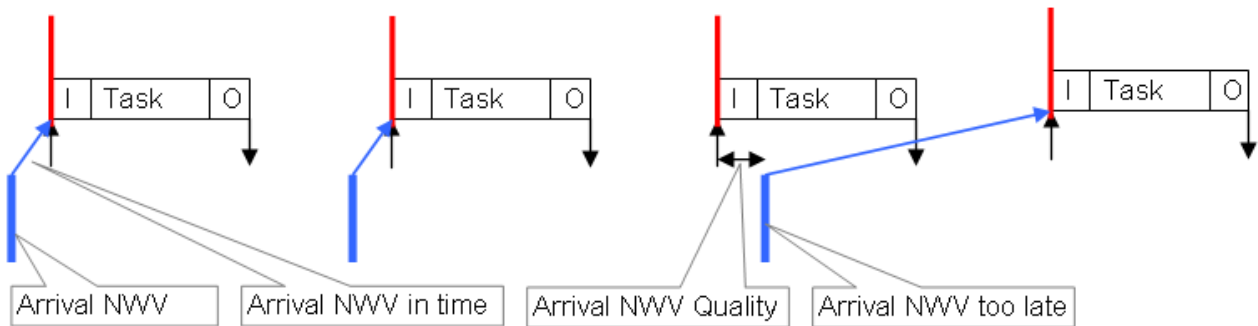 I Task O
I Task O
I Task O
I Task O
Arrival NWV
Arrival NWV in time
Arrival NWV Quality
Arrival NWV too late